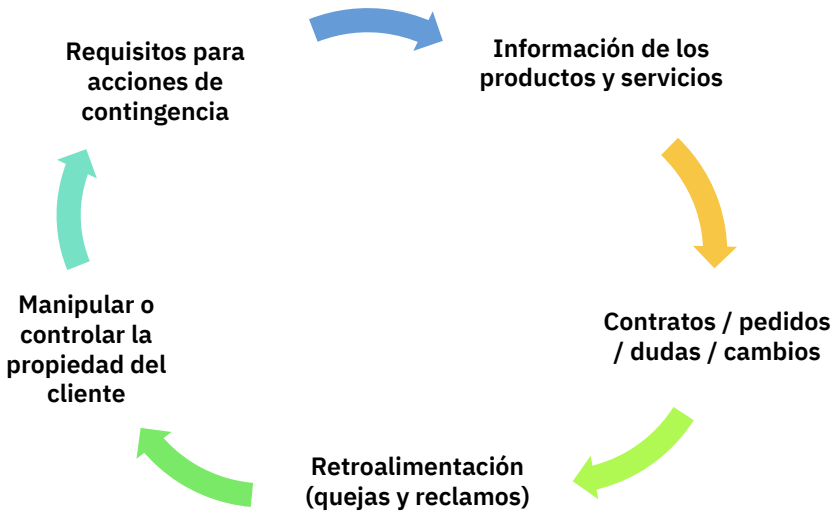 Requisitos para
acciones de
contingencia
Información de los
productos y servicios
Contratos / pedidos
/ dudas / cambios
Retroalimentación
(quejas y reclamos)
Manipular o
controlar la
propiedad del
cliente